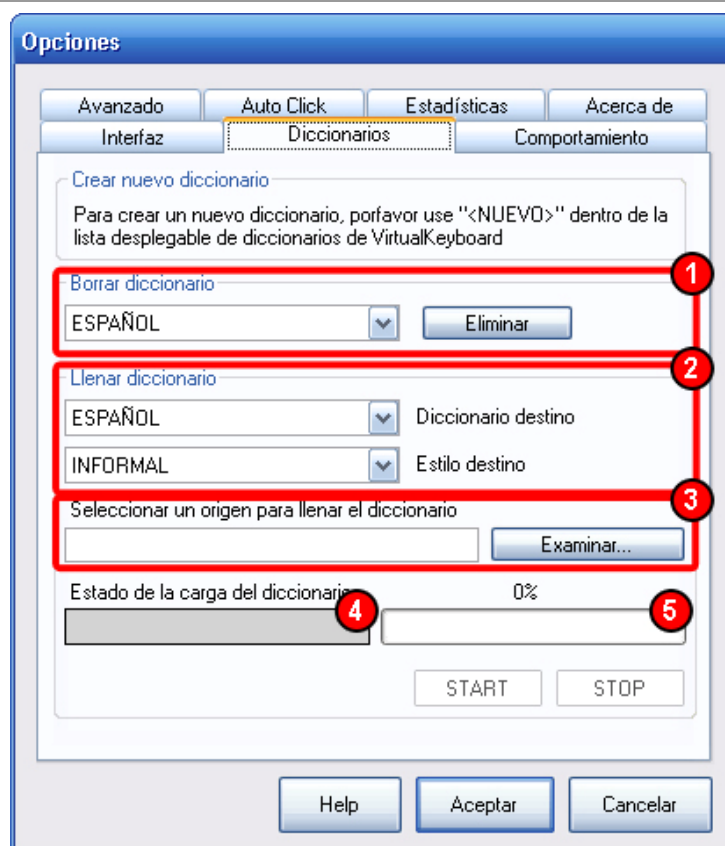 Opciones
Avanzado Auto Click Estadísticas Acerca de
Interfaz Diccionarios Comportamiento
Crear nuevo diccionario
Para crear un nuevo diccionario, porfavor use "<NUEVO>" dentro de la
lista desplegable de diccionarios de VirtualKeyboard
1
Borrar diccionario
ESPAÑOL Eliminar
2
Llenar diccionario
ESPAÑOL Diccionario destino
INFORMAL Estilo destino
3
Seleccionar un origen para llenar el diccionario
Examinar...
Estado de la carga del diccionario 0%
4 5
START STOP
Help Aceptar Cancelar